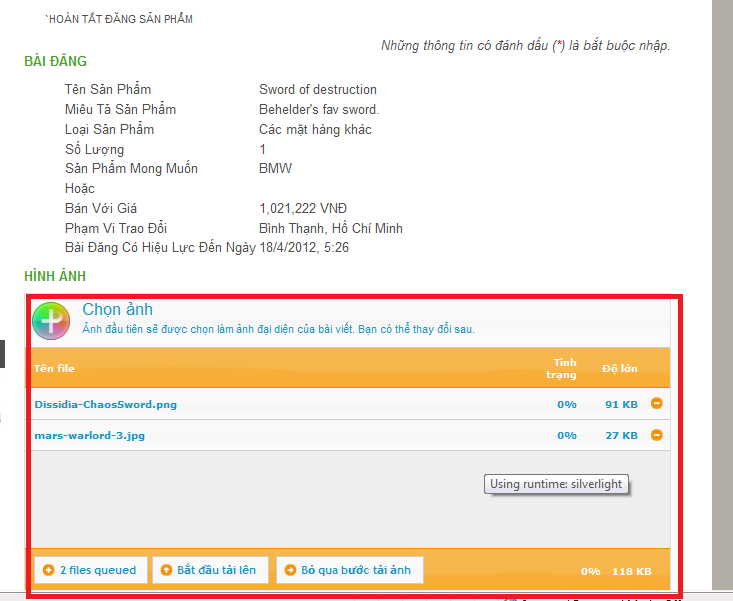 `HOÀN TẤT ĐĂNG SẢN PHẨM
Những thông tin có đánh dấu (*) là bắt buộc nhập.
BÀI ĐĂNG
Tên Sản Phẩm Sword of destruction
Miêu Tả Sản Phẩm Behelder's fav sword.
Loại Sản Phẩm Các mặt hàng khác
Số Lượng 1
Sản Phẩm Mong Muốn BMW
Hoặc
Bán Với Giá 1,021,222 VNĐ
Phạm Vi Trao Đổi Bình Thạnh, Hồ Chí Minh
Bài Đăng Có Hiệu Lực Đến Ngày 18/4/2012, 5:26
HÌNH ẢNH
Chọn ảnh
Ảnh đầu tiên sẽ được chọn làm ảnh đại diện của bài viết. Bạn có thể thay đổi sau.
Tên file Tình trạng Độ lớn
Dissidia-ChaosSword.png 0% 91 KB
mars-warlord-3.jpg 0% 27 KB
Using runtime: silverlight
2 files queued Bắt đầu tải lên Bỏ qua bước tải ảnh 0% 118 KB